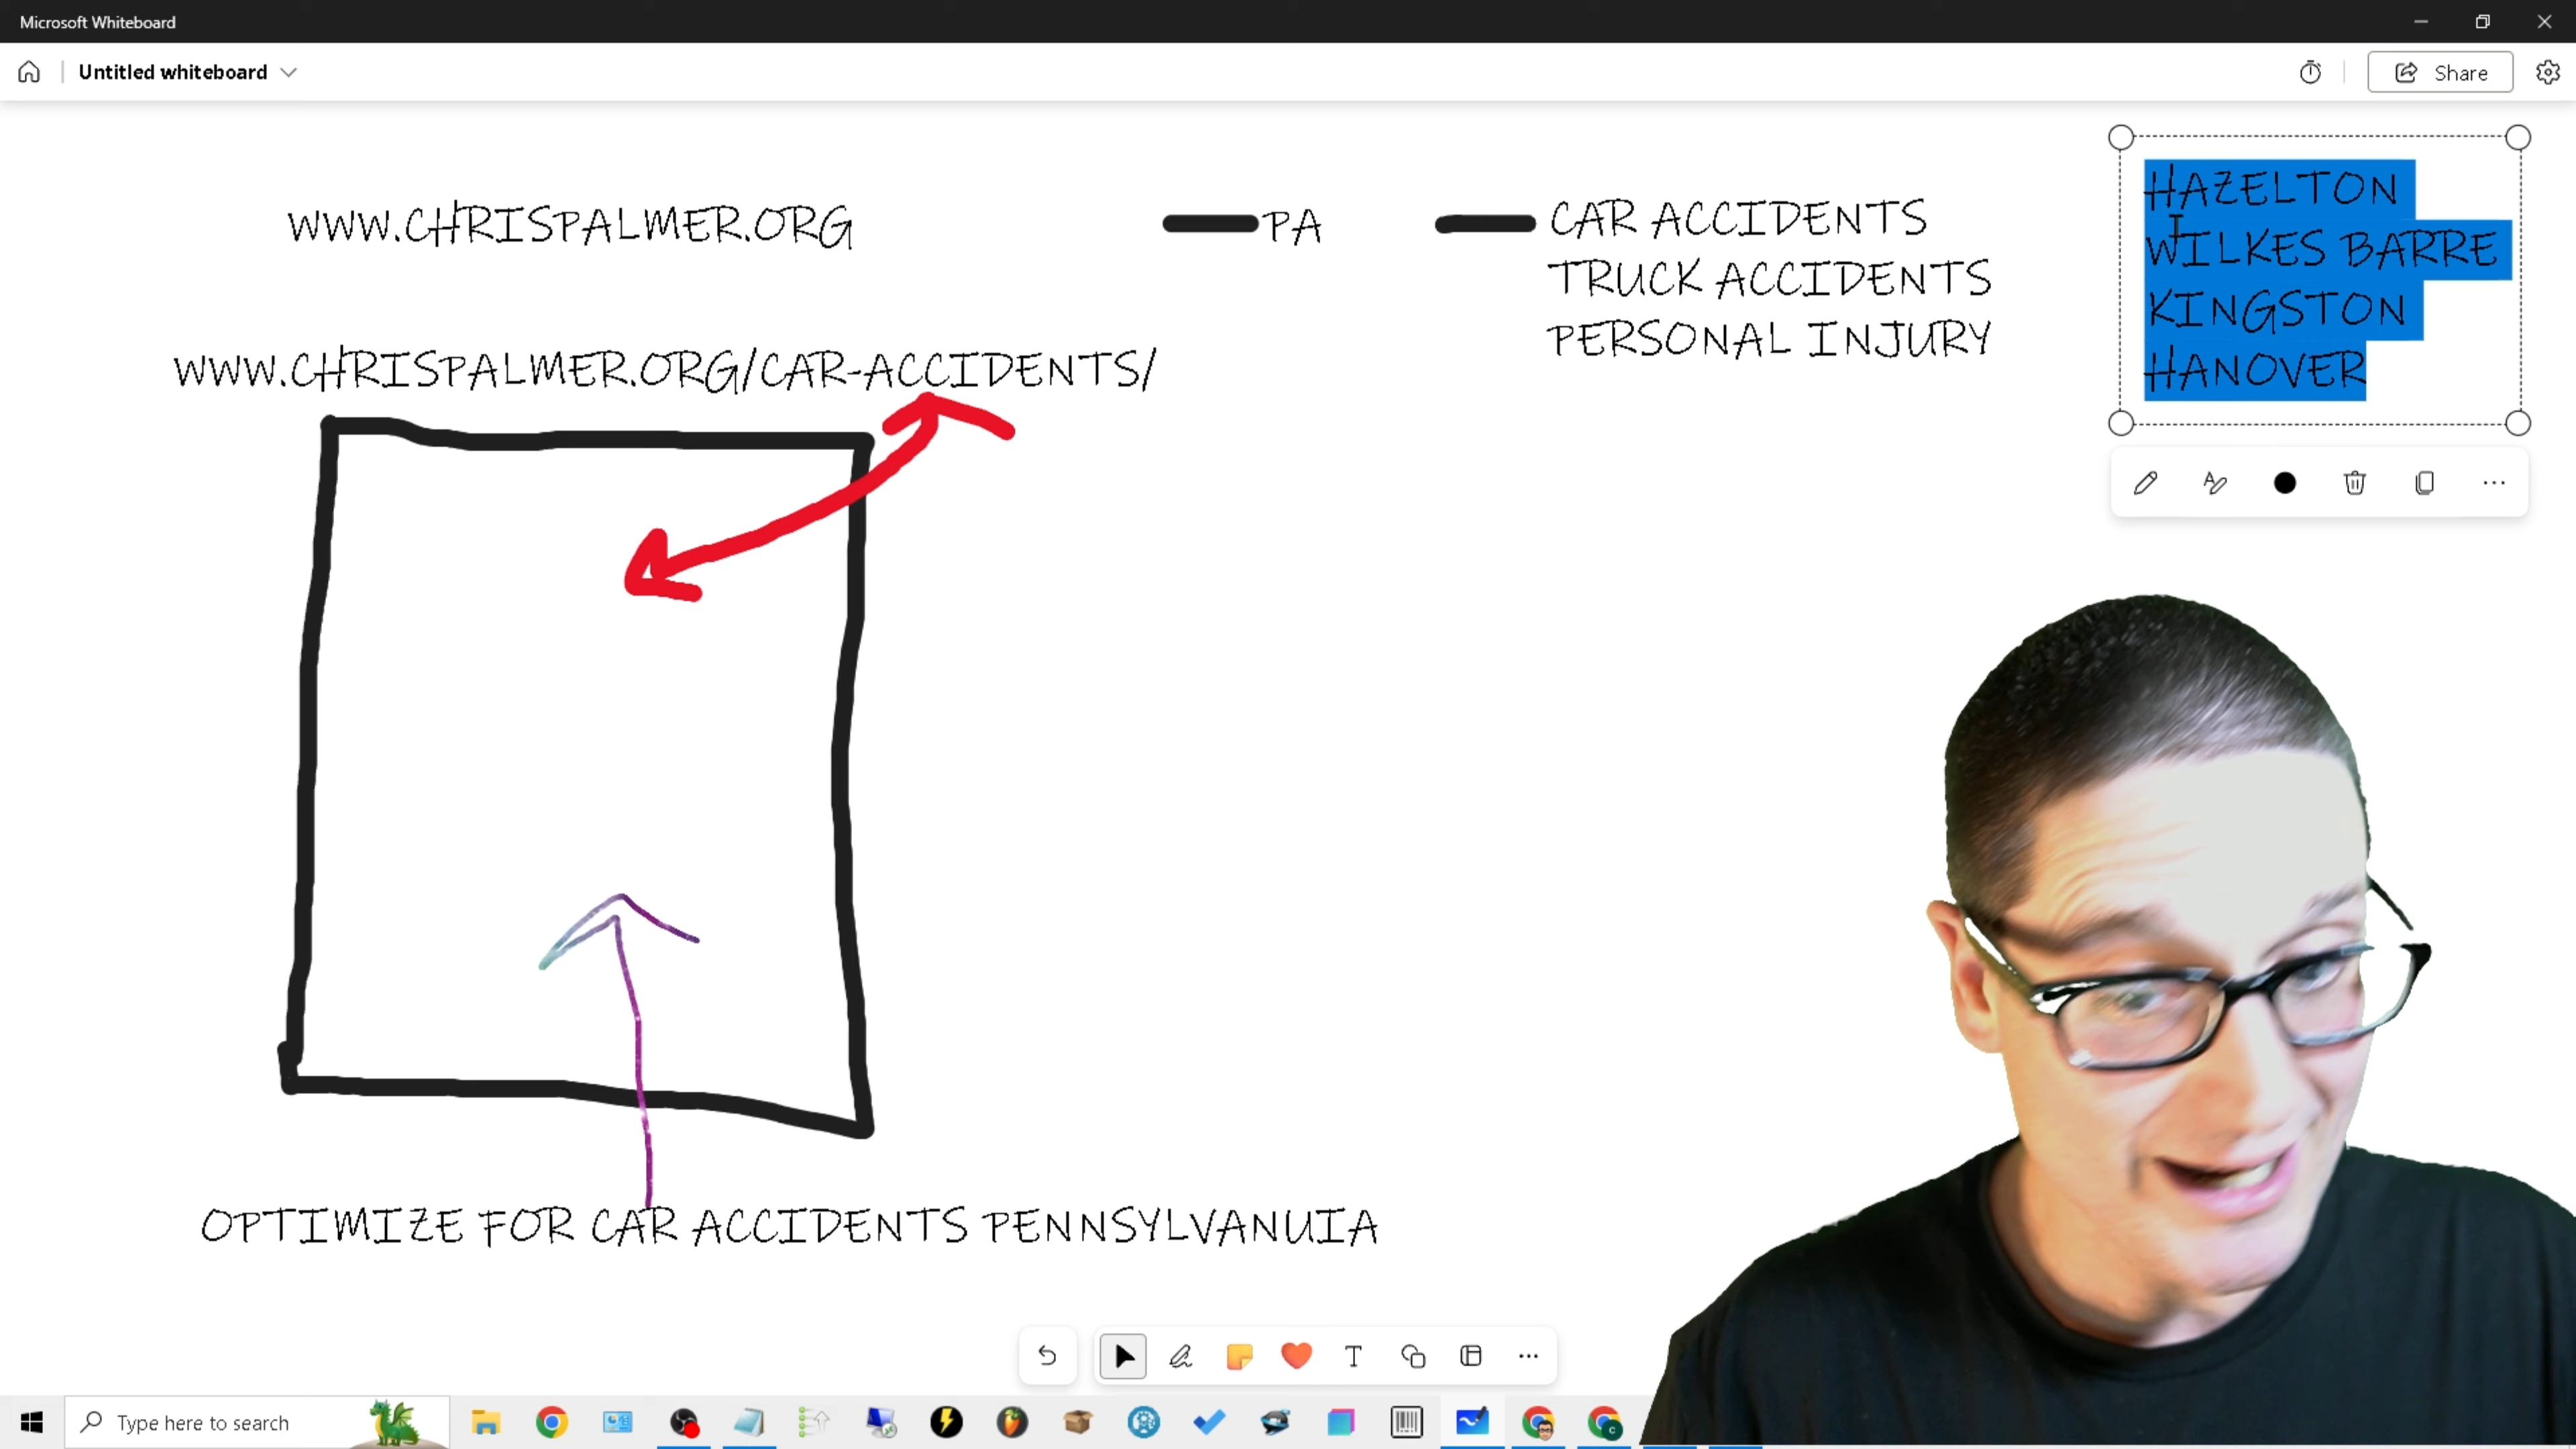 Microsoft Whiteboard
Untitled whiteboard
Share
WWW.CHRISPALMER.ORG
PA
CAR ACCIDENTS
TRUCK ACCIDENTS
PERSONAL INJURY
HAZELTON
WILKES BARRE
KINGSTON
HANOVER
WWW.CHRISPALMER.ORG/CAR-ACCIDENTS/
OPTIMIZE FOR CAR ACCIDENTS PENNSYLVANUIA
Type here to search